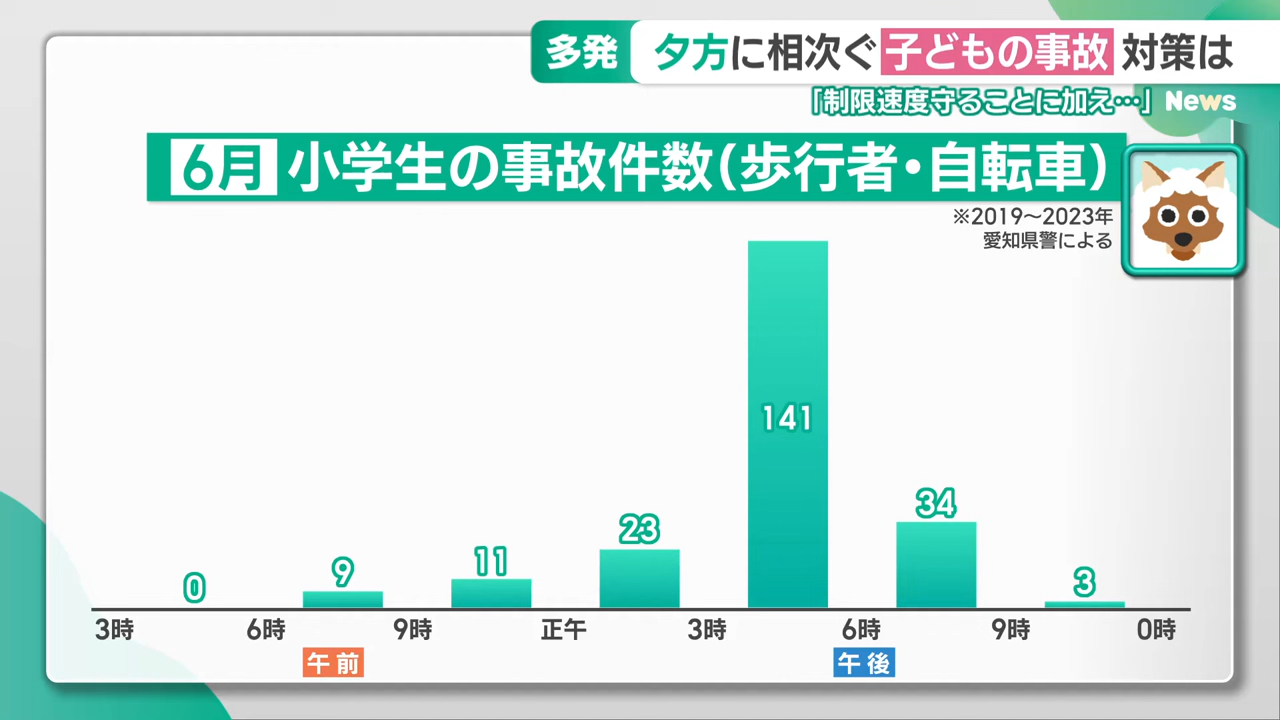 多発 夕方に相次ぐ子どもの事故 対策は
「制限速度守ることに加え…」 News
6月 小学生の事故件数(歩行者・自転車)
※2019～2023年
愛知県警による
0 9 11 23 141 34 3
3時 6時 9時 正午 3時 6時 9時 0時
午前 午後